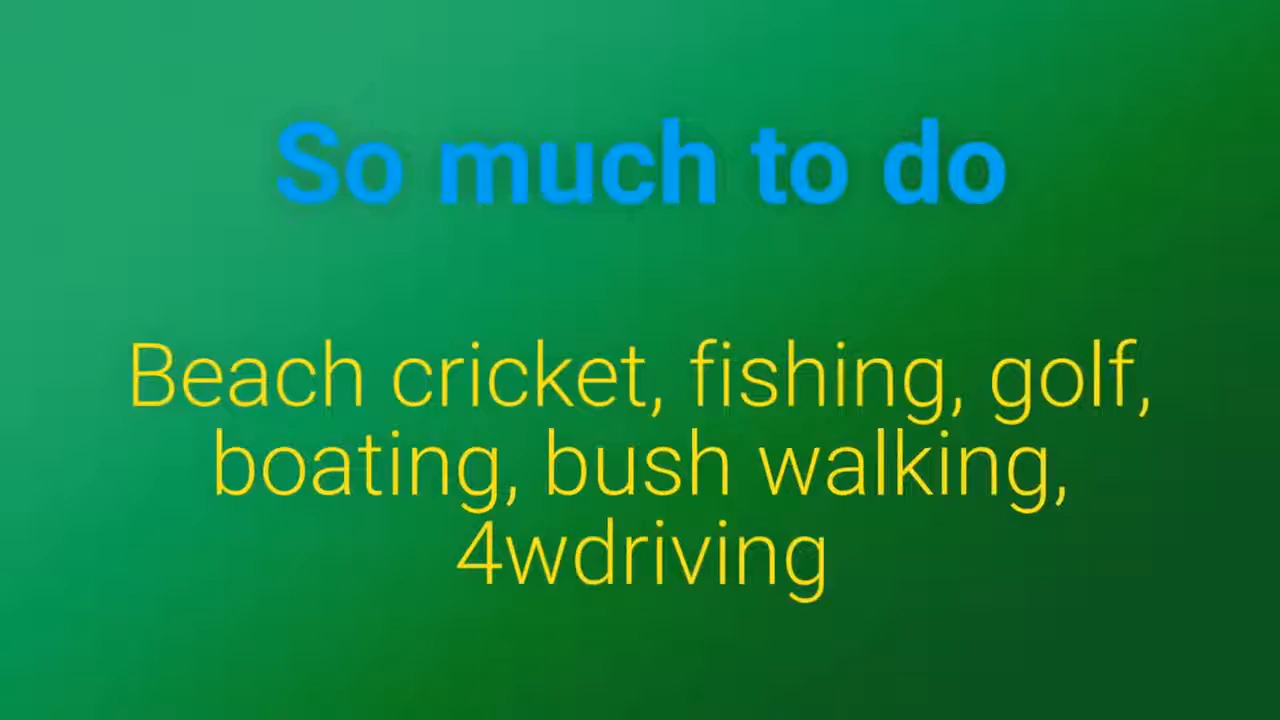 So much to do
Beach cricket, fishing, golf,
boating, bush walking,
4wdriving